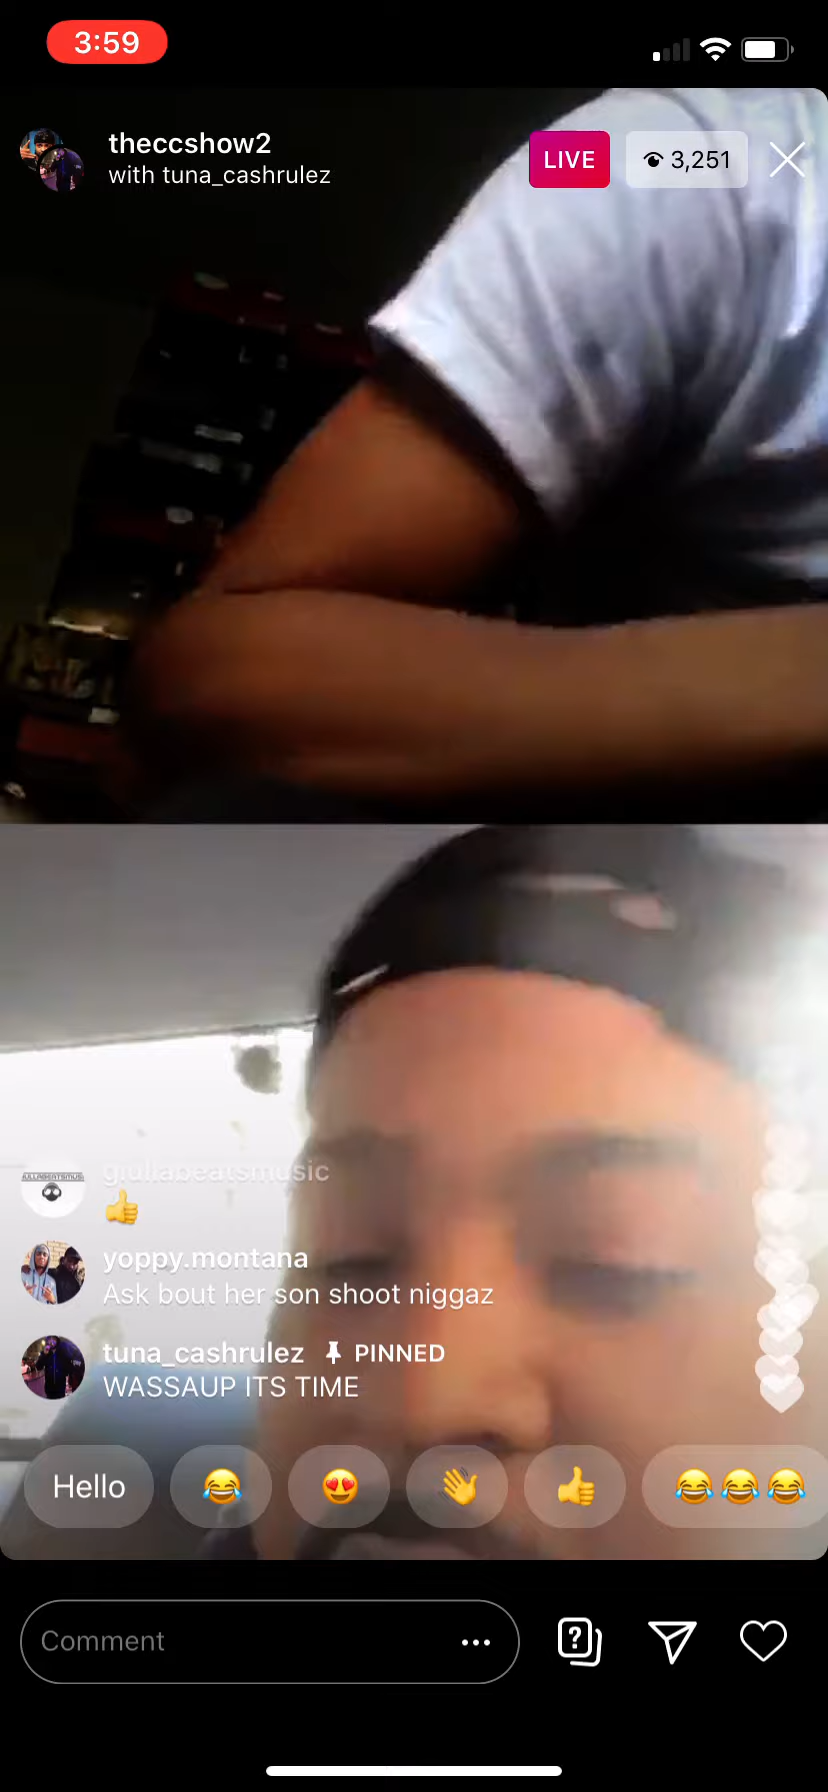 3:59
theccshow2
with tuna_cashrulez
LIVE
3,251
giullabeatsmusic
👍
yoppy.montana
Ask bout her son shoot niggaz
tuna_cashrulez PINNED
WASSAUP ITS TIME
Hello 😂 😍 👋 👍 😂😂😂
Comment